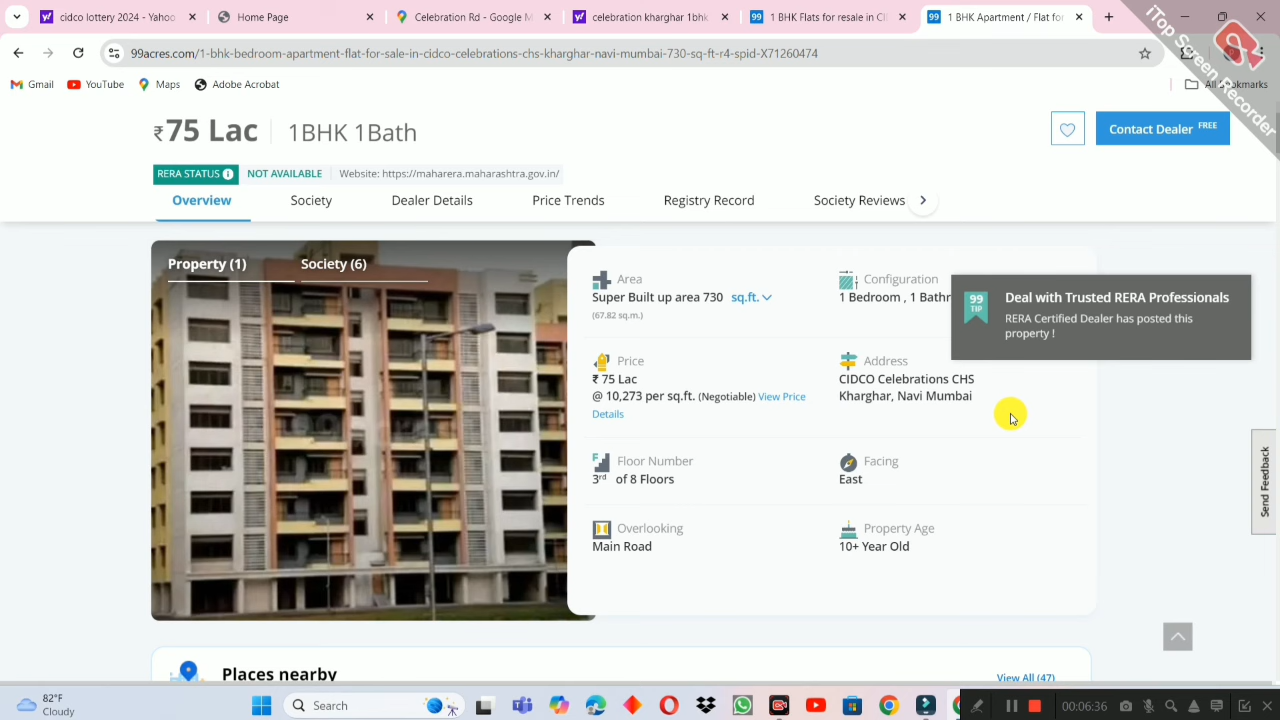 cidco lottery 2024 - Yahoo
Home Page
Celebration Rd - Google M
celebration kharghar 1bhk
1 BHK Flats for resale in CI
1 BHK Apartment / Flat for
99acres.com/1-bhk-bedroom-apartment-flat-for-sale-in-cidco-celebrations-chs-kharghar-navi-mumbai-730-sq-ft-r4-spid-X71260474
Gmail
YouTube
Maps
Adobe Acrobat
iTop Screen Recorder
₹75 Lac
1BHK 1Bath
Contact Dealer FREE
RERA STATUS
NOT AVAILABLE
Website: https://maharera.maharashtra.gov.in/
Overview
Society
Dealer Details
Price Trends
Registry Record
Society Reviews
Property (1)
Society (6)
Area
Super Built up area 730 sq.ft.
(67.82 sq.m.)
Configuration
1 Bedroom , 1 Bathr
99
TIP
Deal with Trusted RERA Professionals
RERA Certified Dealer has posted this
property !
Price
₹ 75 Lac
@ 10,273 per sq.ft. (Negotiable) View Price
Details
Address
CIDCO Celebrations CHS
Kharghar, Navi Mumbai
Floor Number
3rd of 8 Floors
Facing
East
Overlooking
Main Road
Property Age
10+ Year Old
Send Feedback
Places nearby
View All (47)
82°F
Cloudy
Search
00:06:36